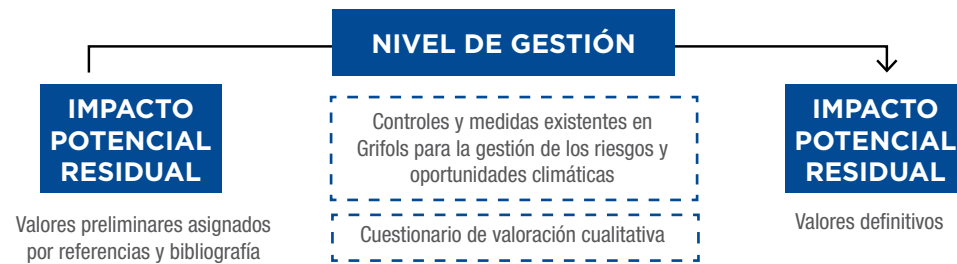 NIVEL DE GESTIÓN
IMPACTO
POTENCIAL
RESIDUAL
Valores preliminares asignados
por referencias y bibliografía
Controles y medidas existentes en
Grifols para la gestión de los riesgos y
oportunidades climáticas
Cuestionario de valoración cualitativa
IMPACTO
POTENCIAL
RESIDUAL
Valores definitivos